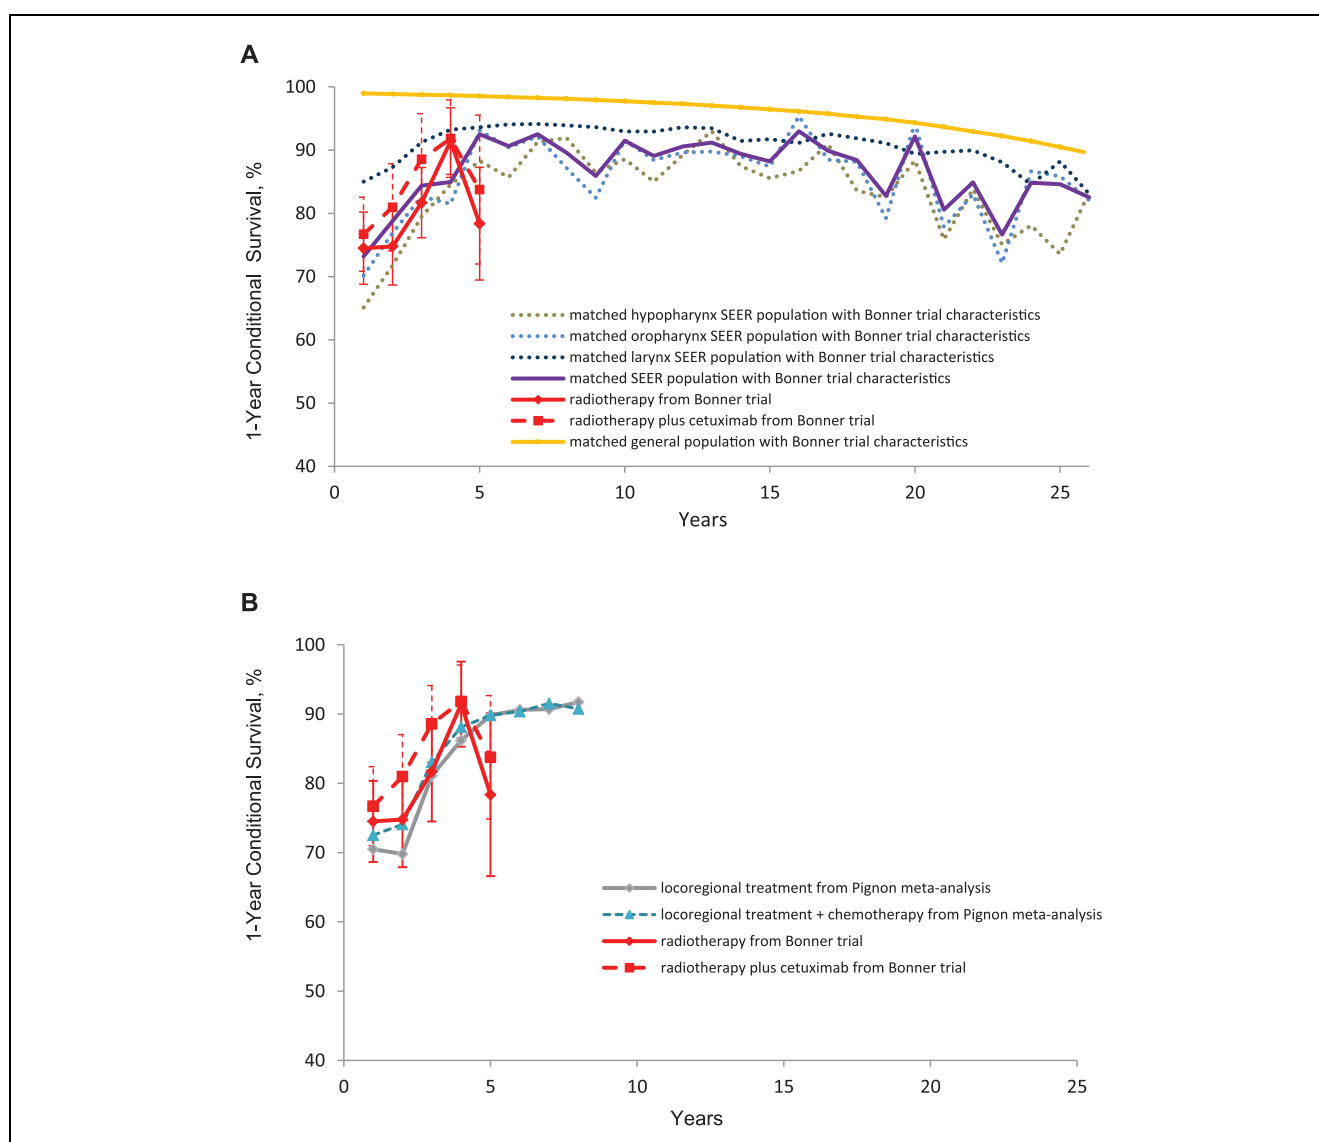 A
1-Year Conditional Survival, %
100
90
80
70
60
50
40
matched hypopharynx SEER population with Bonner trial characteristics
matched oropharynx SEER population with Bonner trial characteristics
matched larynx SEER population with Bonner trial characteristics
matched SEER population with Bonner trial characteristics
radiotherapy from Bonner trial
radiotherapy plus cetuximab from Bonner trial
matched general population with Bonner trial characteristics
0 5 10 15 20 25
Years
B
1-Year Conditional Survival, %
100
90
80
70
60
50
40
locoregional treatment from Pignon meta-analysis
locoregional treatment + chemotherapy from Pignon meta-analysis
radiotherapy from Bonner trial
radiotherapy plus cetuximab from Bonner trial
0 5 10 15 20 25
Years